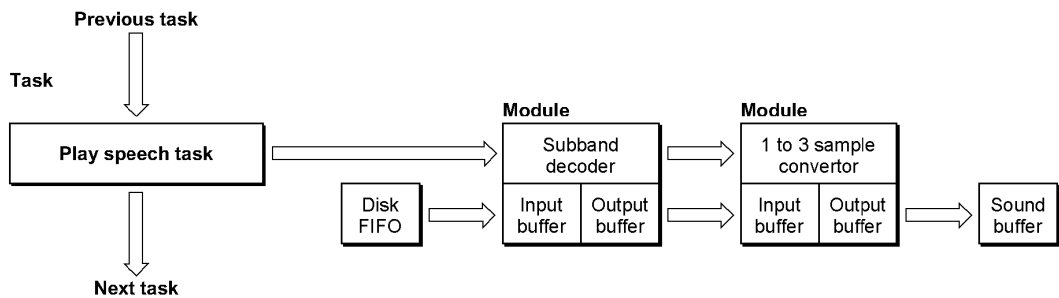 Previous task
Task
Play speech task
Next task
Module
Subband
decoder
Module
1 to 3 sample
convertor
Disk
FIFO
Input
buffer
Output
buffer
Input
buffer
Output
buffer
Sound
buffer